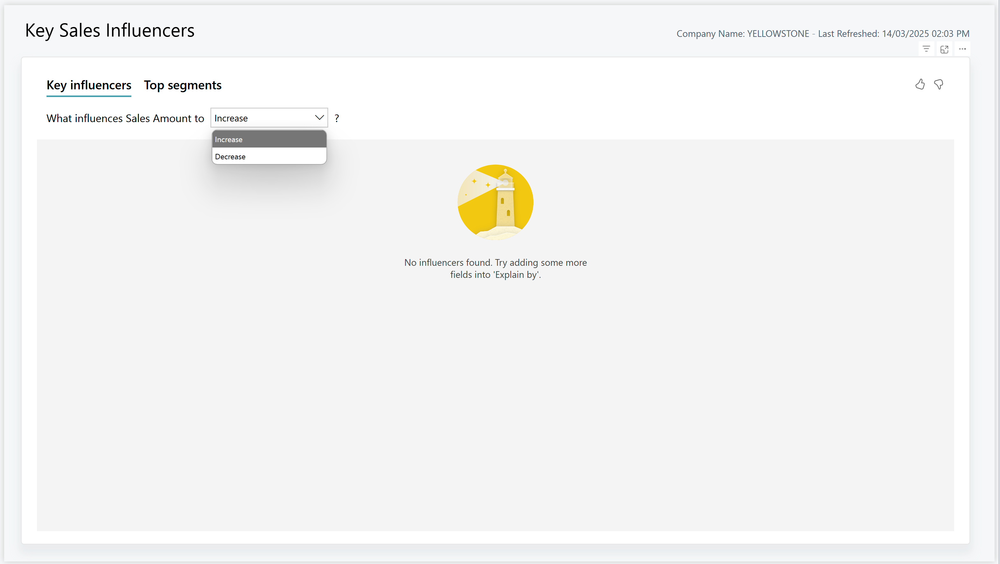 Key Sales Influencers
Company Name: YELLOWSTONE - Last Refreshed: 14/03/2025 02:03 PM
Key influencers Top segments
What influences Sales Amount to Increase ?
Increase
Decrease
No influencers found. Try adding some more
fields into 'Explain by'.